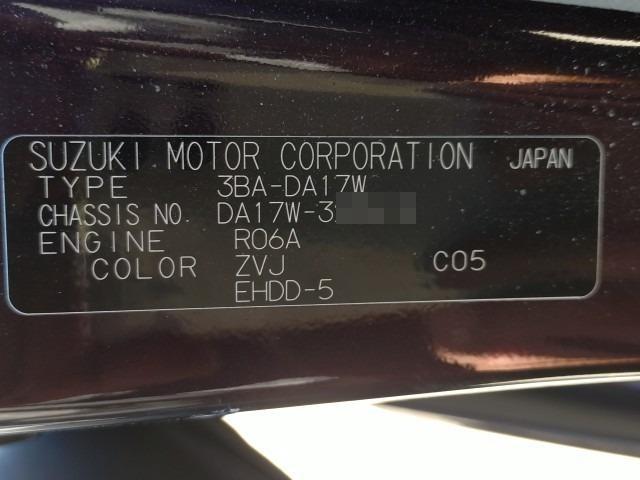 SUZUKI MOTOR CORPORATION JAPAN
TYPE 3BA-DA17W
CHASSIS NO. DA17W-3
ENGINE R06A
COLOR ZVJ C05
EHDD-5